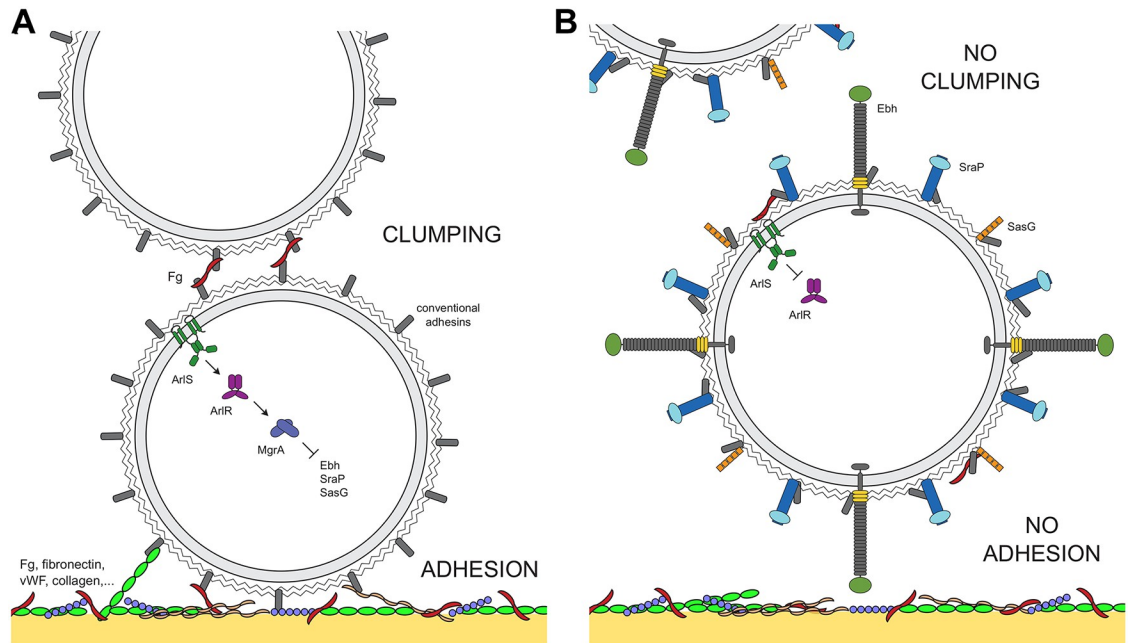 A
CLUMPING
Fg
conventional
adhesins
ArlS
ArlR
MgrA
Ebh
SraP
SasG
Fg, fibronectin,
vWF, collagen,...
ADHESION
B
NO
CLUMPING
Ebh
SraP
SasG
ArlS
ArlR
NO
ADHESION